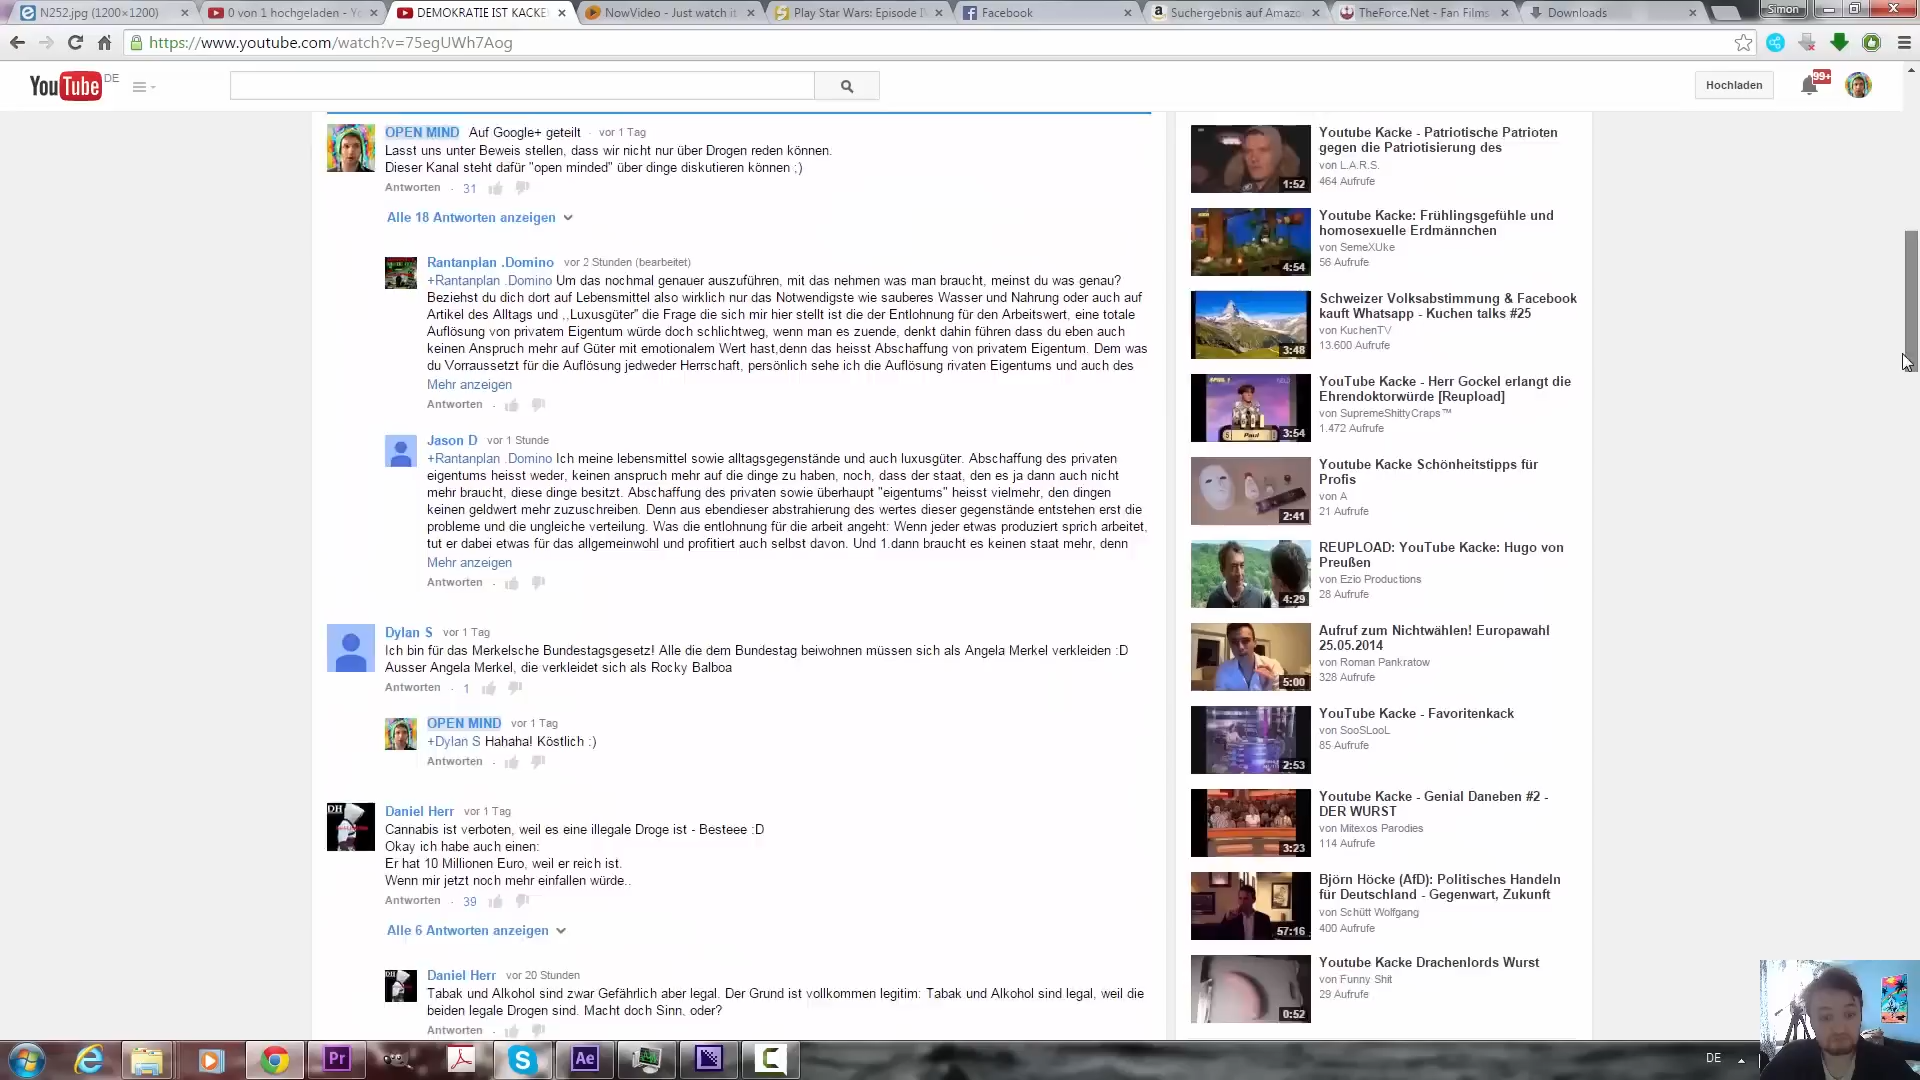 N252.jpg (1200×1200)
0 von 1 hochgeladen - Yo
DEMOKRATIE IST KACKE
NowVideo - Just watch it
Play Star Wars: Episode I
Facebook
Suchergebnis auf Amazo
TheForce.Net - Fan Films
Downloads
Simon
https://www.youtube.com/watch?v=75egUWh7Aog
YouTube DE
Hochladen
99+
OPEN MIND Auf Google+ geteilt · vor 1 Tag
Lasst uns unter Beweis stellen, dass wir nicht nur über Drogen reden können.
Dieser Kanal steht dafür "open minded" über dinge diskutieren können ;)
Antworten · 31
Alle 18 Antworten anzeigen
Rantanplan .Domino vor 2 Stunden (bearbeitet)
+Rantanplan .Domino Um das nochmal genauer auszuführen, mit das nehmen was man braucht, meinst du was genau?
Beziehst du dich dort auf Lebensmittel also wirklich nur das Notwendigste wie sauberes Wasser und Nahrung oder auch auf
Artikel des Alltags und ,,Luxusgüter" die Frage die sich mir hier stellt ist die der Entlohnung für den Arbeitswert, eine totale
Auflösung von privatem Eigentum würde doch schlichtweg, wenn man es zuende, denkt dahin führen dass du eben auch
keinen Anspruch mehr auf Güter mit emotionalem Wert hast,denn das heisst Abschaffung von privatem Eigentum. Dem was
du Vorraussetzt für die Auflösung jedweder Herrschaft, persönlich sehe ich die Auflösung rivaten Eigentums und auch des
Mehr anzeigen
Antworten ·
Jason D vor 1 Stunde
+Rantanplan .Domino Ich meine lebensmittel sowie alltagsgegenstände und auch luxusgüter. Abschaffung des privaten
eigentums heisst weder, keinen anspruch mehr auf die dinge zu haben, noch, dass der staat, den es ja dann auch nicht
mehr braucht, diese dinge besitzt. Abschaffung des privaten sowie überhaupt "eigentums" heisst vielmehr, den dingen
keinen geldwert mehr zuzuschreiben. Denn aus ebendieser abstrahierung des wertes dieser gegenstände entstehen erst die
probleme und die ungleiche verteilung. Was die entlohnung für die arbeit angeht: Wenn jeder etwas produziert sprich arbeitet,
tut er dabei etwas für das allgemeinwohl und profitiert auch selbst davon. Und 1.dann braucht es keinen staat mehr, denn
Mehr anzeigen
Antworten ·
Dylan S vor 1 Tag
Ich bin für das Merkelsche Bundestagsgesetz! Alle die dem Bundestag beiwohnen müssen sich als Angela Merkel verkleiden :D
Ausser Angela Merkel, die verkleidet sich als Rocky Balboa
Antworten · 1
OPEN MIND vor 1 Tag
+Dylan S Hahaha! Köstlich :)
Antworten ·
Daniel Herr vor 1 Tag
Cannabis ist verboten, weil es eine illegale Droge ist - Besteee :D
Okay ich habe auch einen:
Er hat 10 Millionen Euro, weil er reich ist.
Wenn mir jetzt noch mehr einfallen würde..
Antworten · 39
Alle 6 Antworten anzeigen
Daniel Herr vor 20 Stunden
Tabak und Alkohol sind zwar Gefährlich aber legal. Der Grund ist vollkommen legitim: Tabak und Alkohol sind legal, weil die
beiden legale Drogen sind. Macht doch Sinn, oder?
Antworten ·
1:52
Youtube Kacke - Patriotische Patrioten
gegen die Patriotisierung des
von L.A.R.S.
464 Aufrufe
4:54
Youtube Kacke: Frühlingsgefühle und
homosexuelle Erdmännchen
von SemeXUke
56 Aufrufe
3:48
Schweizer Volksabstimmung & Facebook
kauft Whatsapp - Kuchen talks #25
von KuchenTV
13.600 Aufrufe
Paul
3:54
YouTube Kacke - Herr Gockel erlangt die
Ehrendoktorwürde [Reupload]
von SupremeShittyCraps™
1.472 Aufrufe
2:41
Youtube Kacke Schönheitstipps für
Profis
von A
21 Aufrufe
4:29
REUPLOAD: YouTube Kacke: Hugo von
Preußen
von Ezio Productions
28 Aufrufe
5:00
Aufruf zum Nichtwählen! Europawahl
25.05.2014
von Roman Pankratow
328 Aufrufe
2:53
YouTube Kacke - Favoritenkack
von SooSLooL
85 Aufrufe
3:23
Youtube Kacke - Genial Daneben #2 -
DER WURST
von Mitexos Parodies
114 Aufrufe
57:16
Björn Höcke (AfD): Politisches Handeln
für Deutschland - Gegenwart, Zukunft
von Schütt Wolfgang
400 Aufrufe
0:52
Youtube Kacke Drachenlords Wurst
von Funny Shit
29 Aufrufe
Pr
Ae
DE